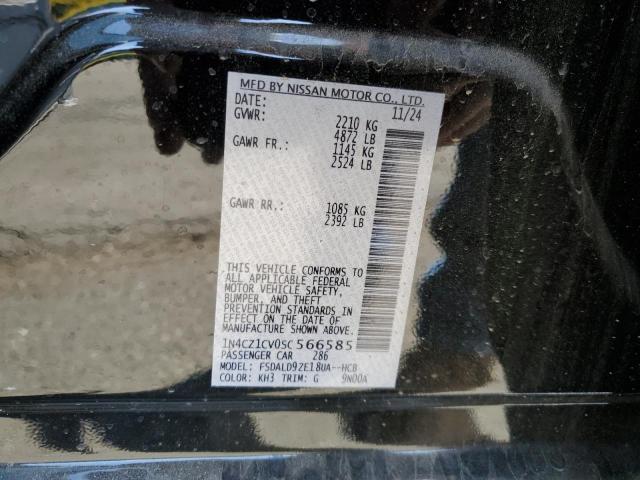 MFD BY NISSAN MOTOR CO., LTD.
DATE: 11/24
GVWR: 2210 KG
4872 LB
GAWR FR.: 1145 KG
2524 LB
GAWR RR.: 1085 KG
2392 LB
THIS VEHICLE CONFORMS TO
ALL APPLICABLE FEDERAL
MOTOR VEHICLE SAFETY,
BUMPER, AND THEFT
PREVENTION STANDARDS IN
EFFECT ON THE DATE OF
MANUFACTURE SHOWN ABOVE.
1N4CZ1CV0SC566585
PASSENGER CAR 286
MODEL: FSDALD92E18UA--HCB
COLOR: KH3 TRIM: G 9N00A